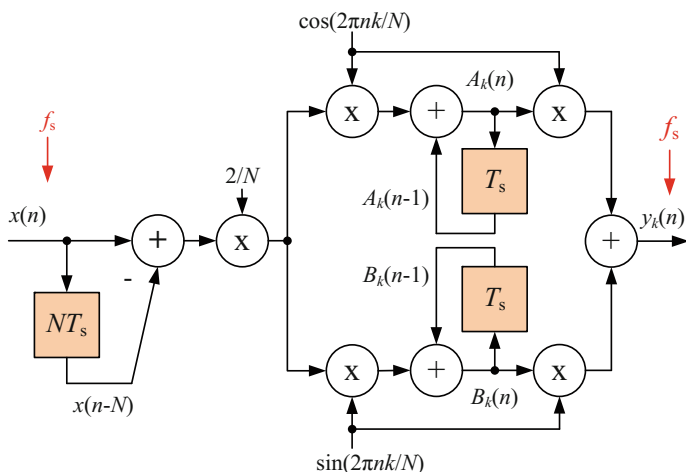 cos(2πnk/N)
A_k(n)
x
+
x
f_s
f_s
2/N
A_k(n-1)
T_s
x(n)
+
x
+
y_k(n)
-
B_k(n-1)
NT_s
T_s
x
+
x
x(n-N)
B_k(n)
sin(2πnk/N)